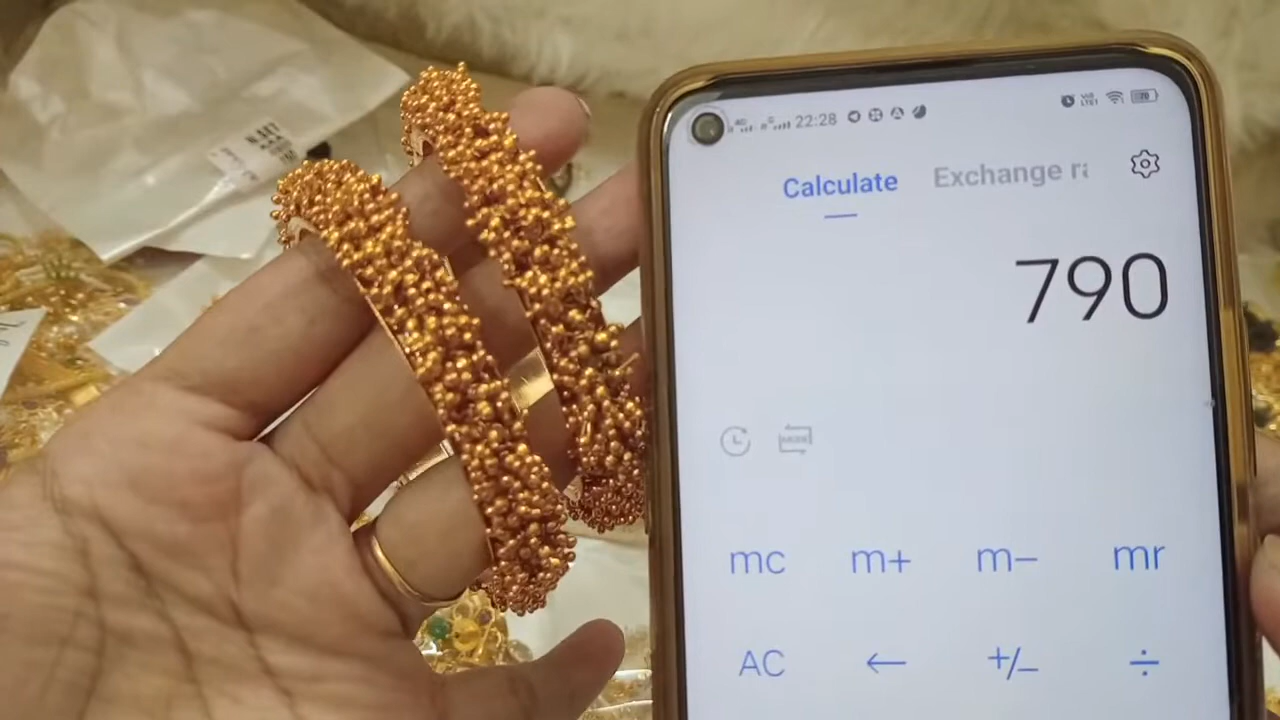 22:28
Calculate Exchange ra
790
mc m+ m− mr
AC ← +/− ÷